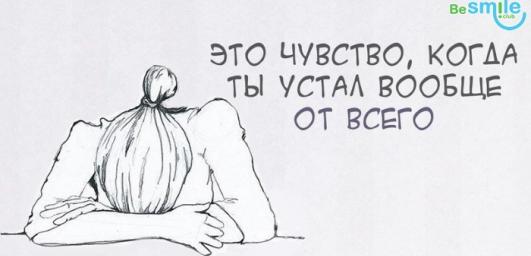 Be smile
.club
ЭТО ЧУВСТВО, КОГДА
ТЫ УСТАЛ ВООБЩЕ
ОТ ВСЕГО